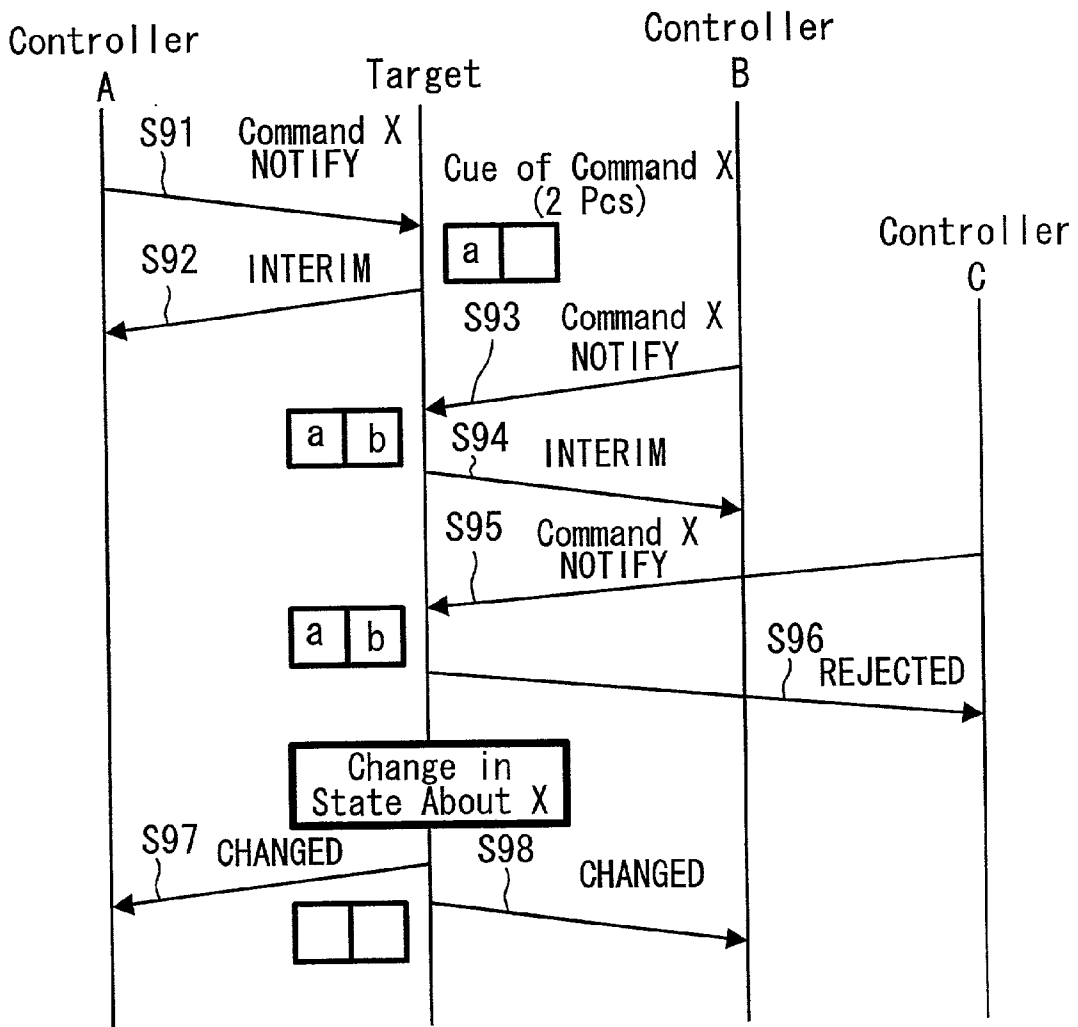 Controller
A
Target
Controller
B
S91
Command X
NOTIFY
Cue of Command X
(2 Pcs)
a
Controller
C
S92
INTERIM
S93
Command X
NOTIFY
a b
S94
INTERIM
S95
Command X
NOTIFY
a b
S96
REJECTED
Change in
State About X
S97
CHANGED
S98
CHANGED